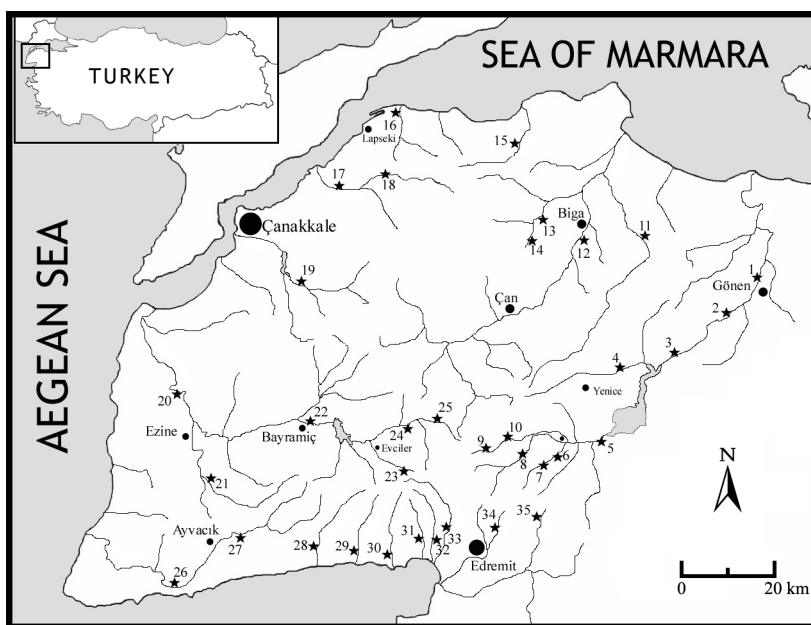 SEA OF MARMARA
TURKEY
16
Lapseki
15
17
18
Çanakkale
AEGEAN SEA
Biga
13
14
12
11
19
1
Gönen
Çan
2
3
4
Yenice
20
22
25
Ezine
Bayramiç
24
Evciler
10
9
8
6
7
5
23
21
N
35
34
Ayvacık
27
28
29
30
31
32
33
Edremit
26
0
20 km